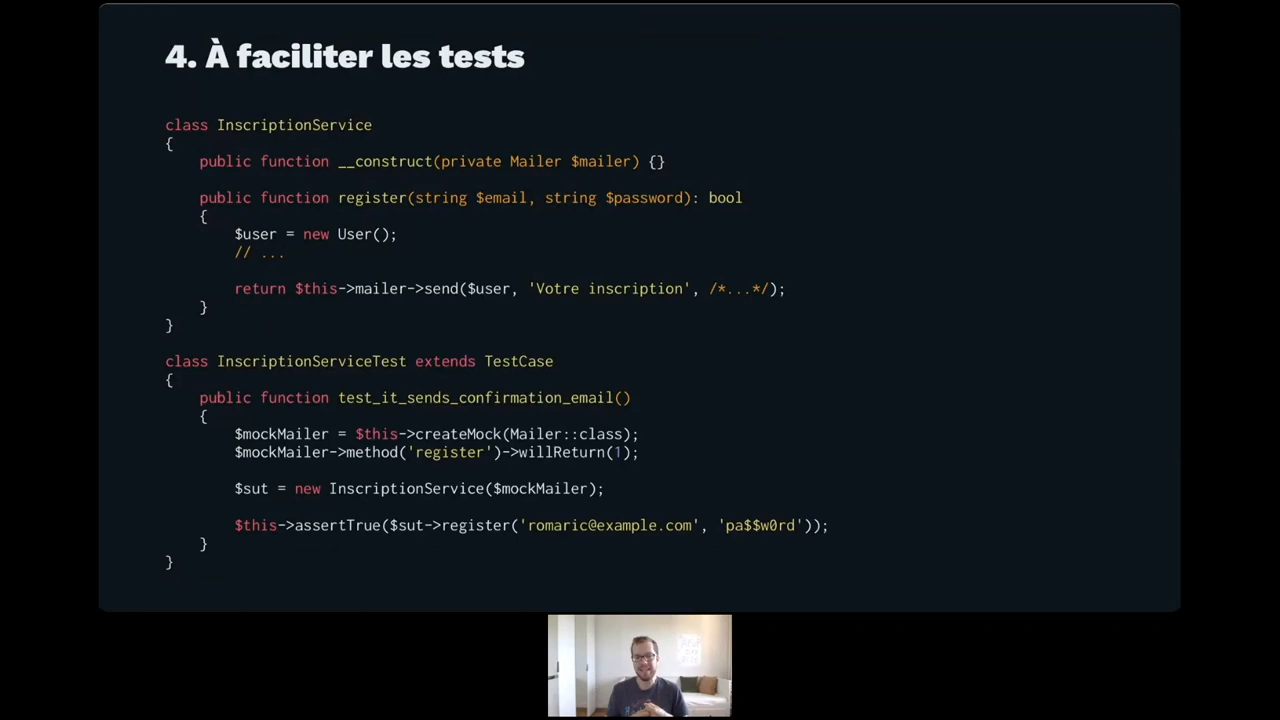 4. À faciliter les tests
class InscriptionService
{
public function __construct(private Mailer $mailer) {}
public function register(string $email, string $password): bool
{
$user = new User();
// ...
return $this->mailer->send($user, 'Votre inscription', /*...*/);
}
}
class InscriptionServiceTest extends TestCase
{
public function test_it_sends_confirmation_email()
{
$mockMailer = $this->createMock(Mailer::class);
$mockMailer->method('register')->willReturn(1);
$sut = new InscriptionService($mockMailer);
$this->assertTrue($sut->register('romaric@example.com', 'pa$$w0rd'));
}
}